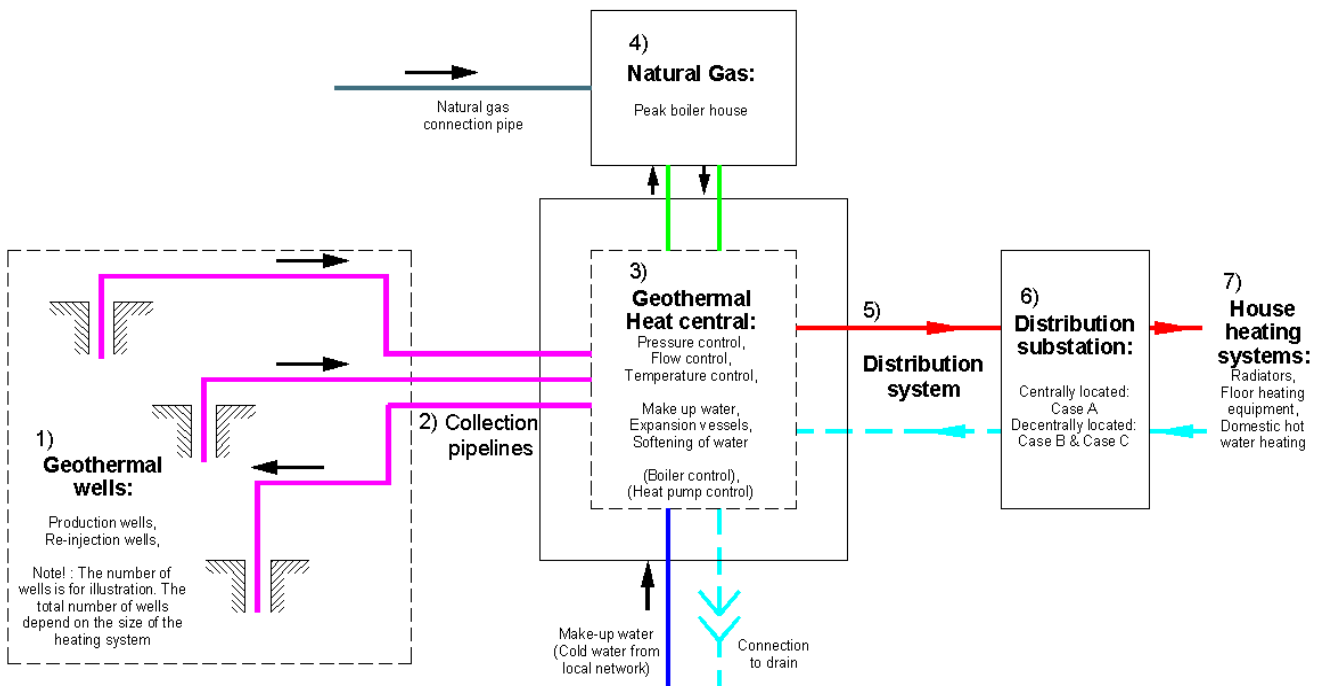 4)
Natural Gas:
Peak boiler house
Natural gas
connection pipe
1)
Geothermal
wells:
Production wells,
Re-injection wells,
Note! : The number of
wells is for illustration. The
total number of wells
depend on the size of the
heating system
2) Collection
pipelines
3)
Geothermal
Heat central:
Pressure control,
Flow control,
Temperature control,
Make up water,
Expansion vessels,
Softening of water
(Boiler control),
(Heat pump control)
Make-up water
(Cold water from
local network)
Connection
to drain
5)
Distribution
system
6)
Distribution
substation:
Centrally located:
Case A
Decentrally located:
Case B & Case C
7)
House
heating
systems:
Radiators,
Floor heating
equipment,
Domestic hot
water heating